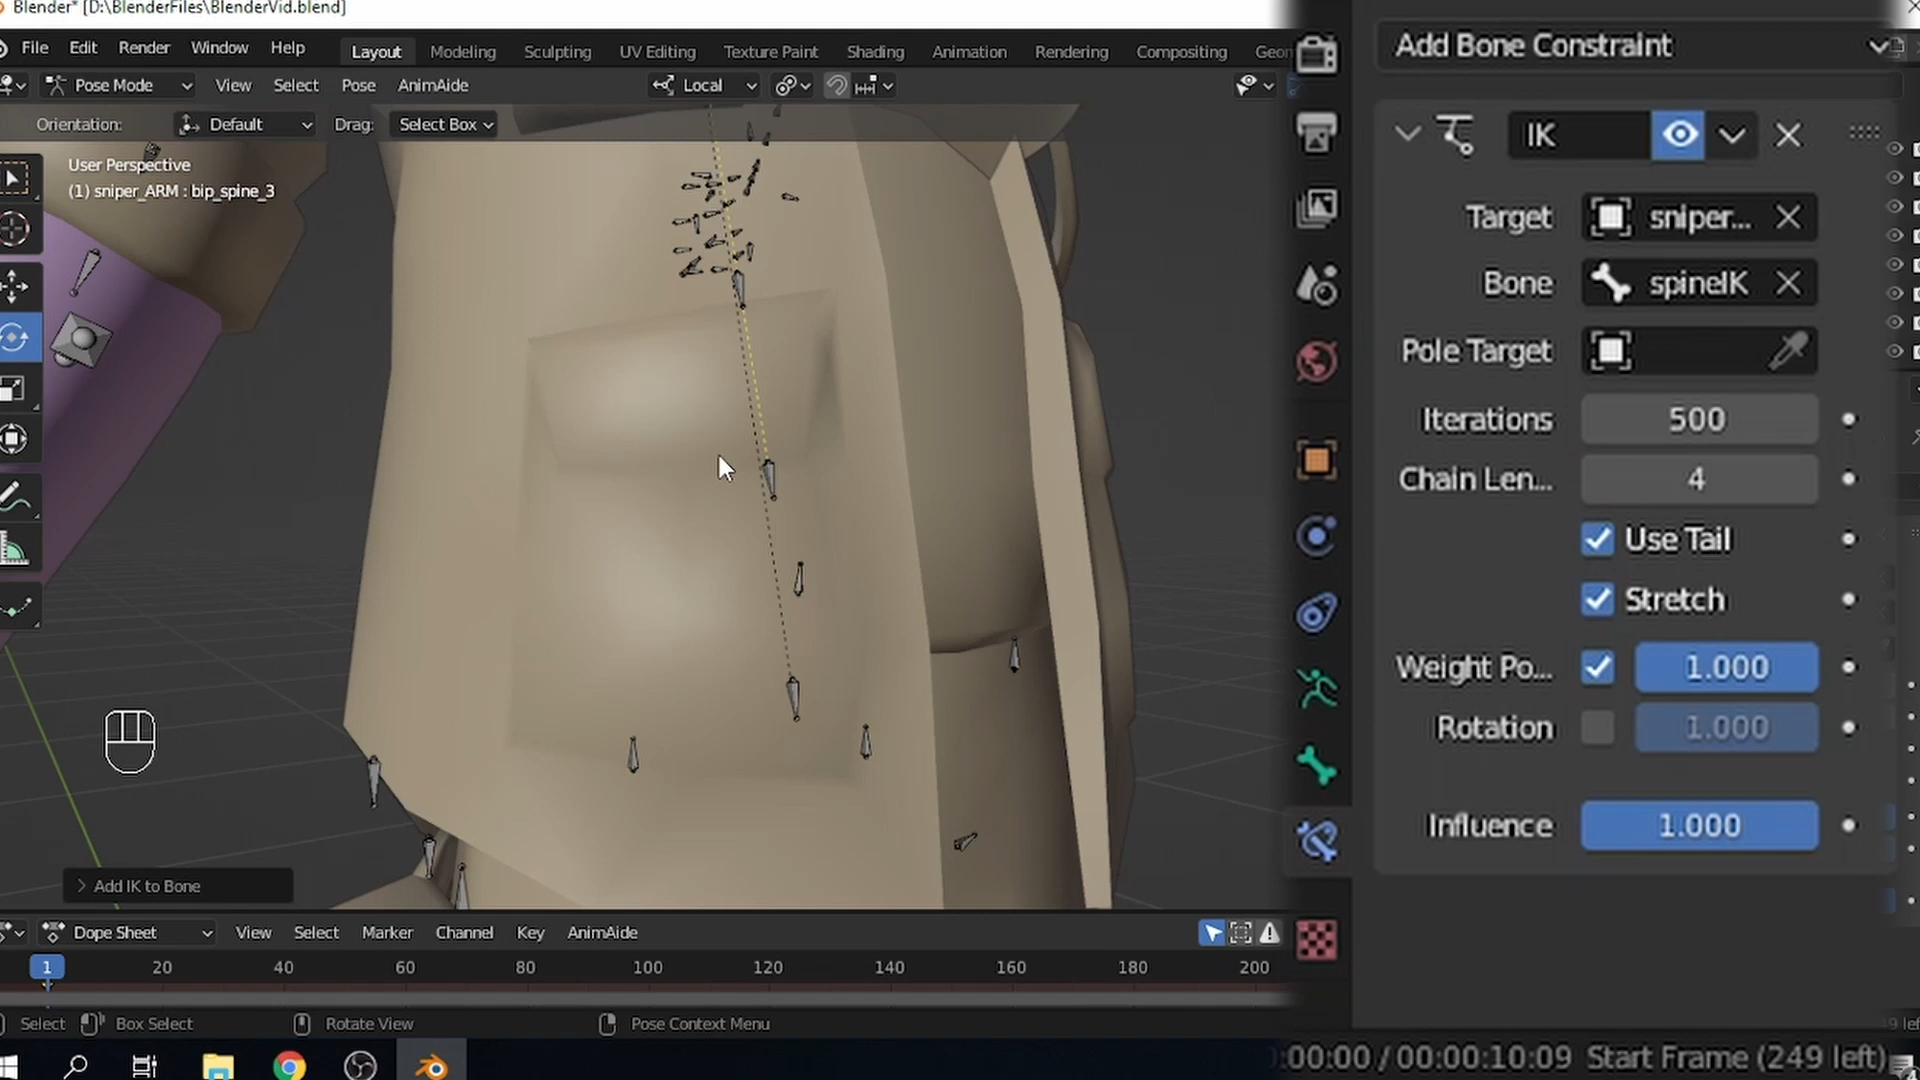 Blender* [D:\BlenderFiles\BlenderVid.blend]
File Edit Render Window Help Layout Modeling Sculpting UV Editing Texture Paint Shading Animation Rendering Compositing
Pose Mode View Select Pose AnimAide Local
Orientation: Default Drag: Select Box
User Perspective
(1) sniper_ARM : bip_spine_3
Add IK to Bone
Dope Sheet View Select Marker Channel Key AnimAide
1 20 40 60 80 100 120 140 160 180 200
Select Box Select Rotate View Pose Context Menu
Add Bone Constraint
IK
Target sniper...
Bone spineIK
Pole Target
Iterations 500
Chain Len... 4
Use Tail
Stretch
Weight Po... 1.000
Rotation 1.000
Influence 1.000
:00:00 / 00:00:10:09 Start Frame (249 left)